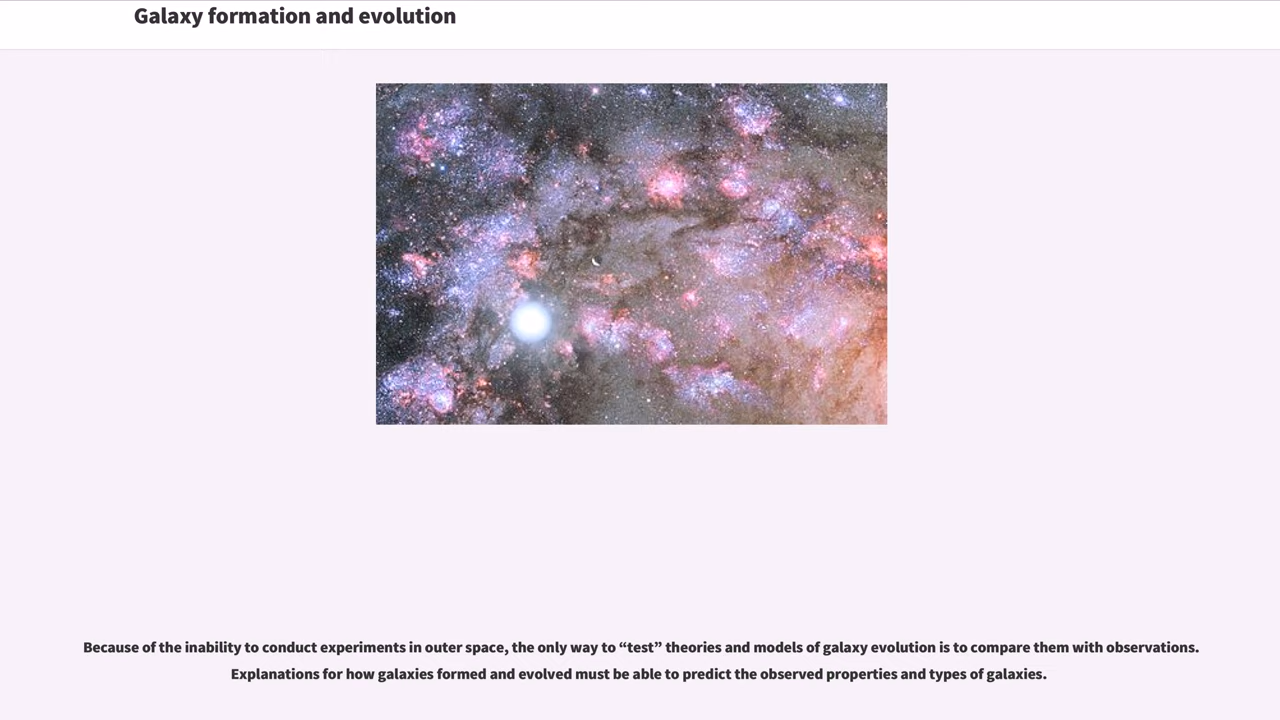 Galaxy formation and evolution
Because of the inability to conduct experiments in outer space, the only way to “test” theories and models of galaxy evolution is to compare them with observations.
Explanations for how galaxies formed and evolved must be able to predict the observed properties and types of galaxies.